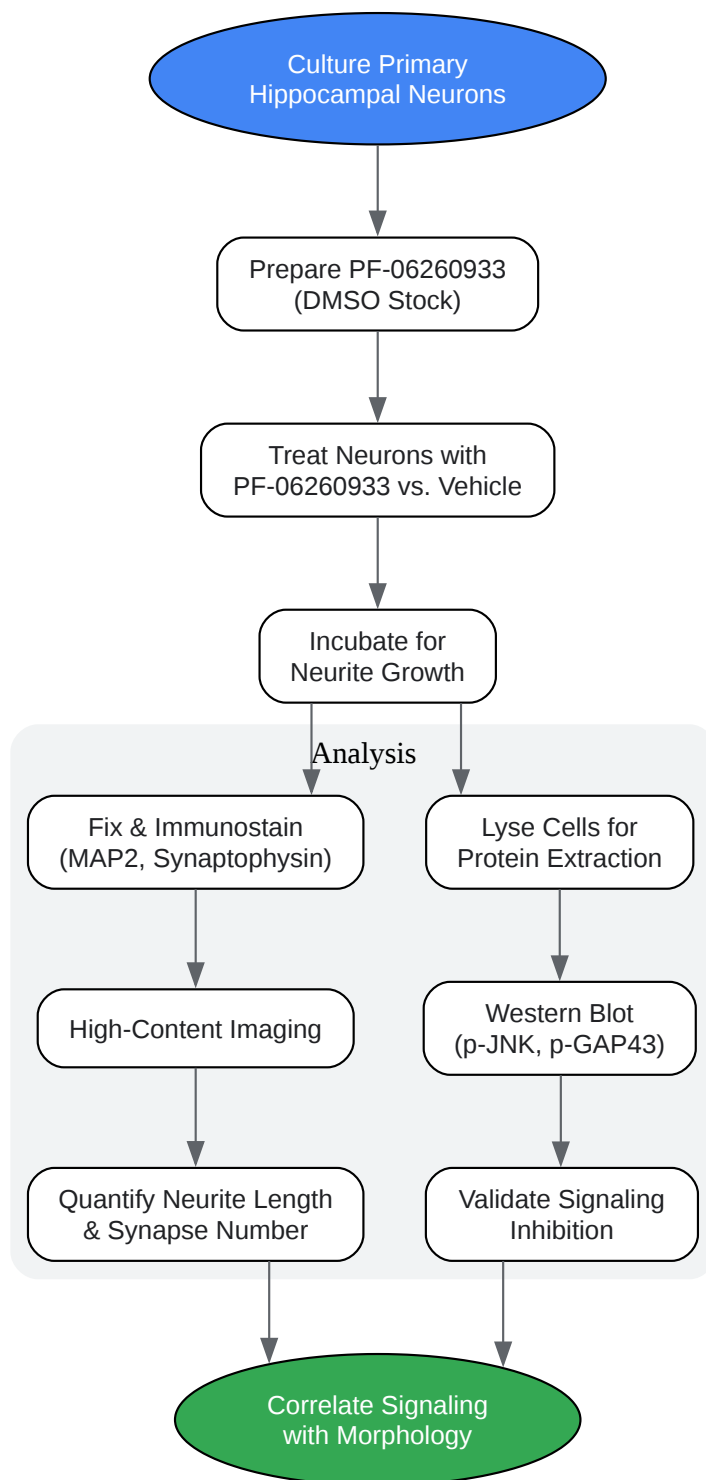 Culture Primary
Hippocampal Neurons
Prepare PF-06260933
(DMSO Stock)
Treat Neurons with
PF-06260933 vs. Vehicle
Incubate for
Neurite Growth
Analysis
Fix & Immunostain
(MAP2, Synaptophysin)
Lyse Cells for
Protein Extraction
High-Content Imaging
Western Blot
(p-JNK, p-GAP43)
Quantify Neurite Length
& Synapse Number
Validate Signaling
Inhibition
Correlate Signaling
with Morphology